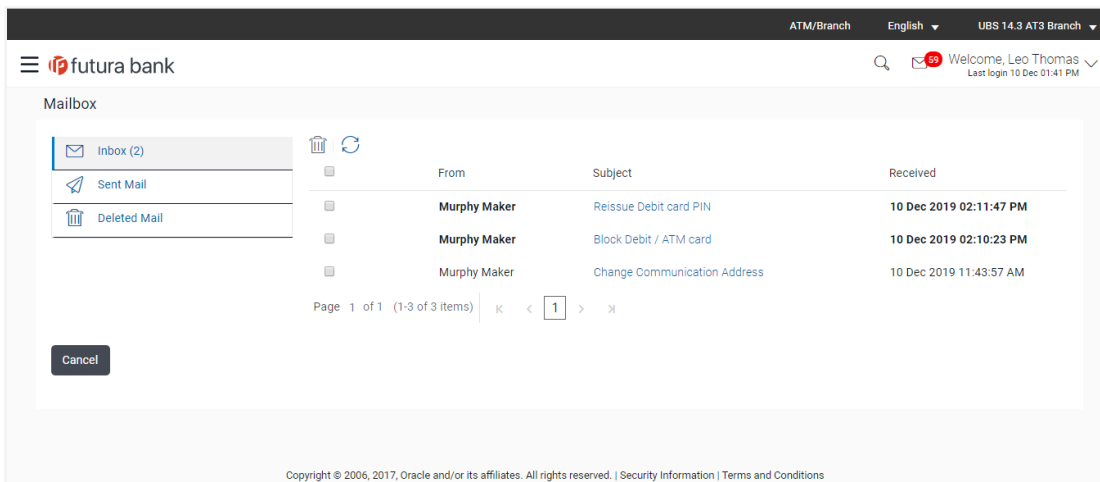 ATM/Branch English UBS 14.3 AT3 Branch
futura bank 59 Welcome, Leo Thomas
Last login 10 Dec 01:41 PM
Mailbox
Inbox (2)
Sent Mail
Deleted Mail
From Subject Received
Murphy Maker Reissue Debit card PIN 10 Dec 2019 02:11:47 PM
Murphy Maker Block Debit / ATM card 10 Dec 2019 02:10:23 PM
Murphy Maker Change Communication Address 10 Dec 2019 11:43:57 AM
Page 1 of 1 (1-3 of 3 items) 1
Cancel
Copyright © 2006, 2017, Oracle and/or its affiliates. All rights reserved. | Security Information | Terms and Conditions